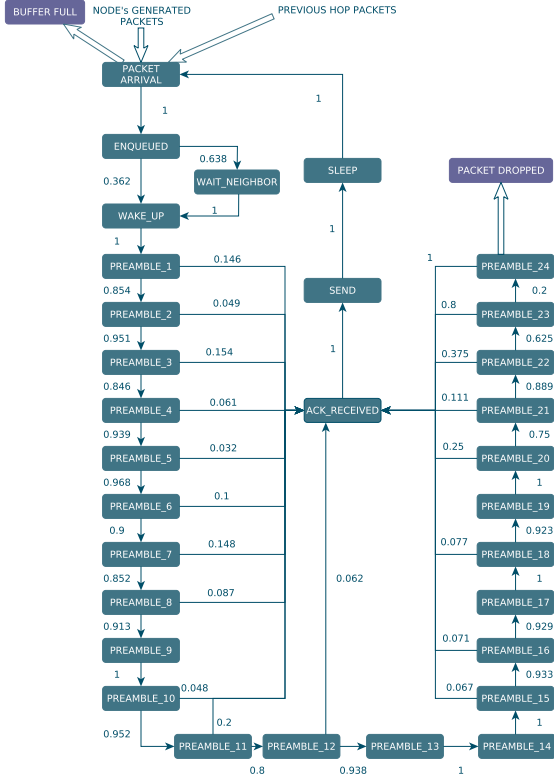 BUFFER FULL
NODE's GENERATED
PACKETS
PREVIOUS HOP PACKETS
PACKET
ARRIVAL
1
1
ENQUEUED
0.638
0.362
WAIT_NEIGHBOR
SLEEP
PACKET DROPPED
WAKE_UP
1
1
1
PREAMBLE_1
0.146
1
PREAMBLE_24
0.854
SEND
0.2
PREAMBLE_2
0.049
0.8
PREAMBLE_23
0.951
1
0.625
PREAMBLE_3
0.154
0.375
PREAMBLE_22
0.846
0.889
PREAMBLE_4
0.061
ACK_RECEIVED
0.111
PREAMBLE_21
0.939
0.75
PREAMBLE_5
0.032
0.25
PREAMBLE_20
0.968
1
PREAMBLE_6
0.1
PREAMBLE_19
0.9
0.923
PREAMBLE_7
0.148
0.077
PREAMBLE_18
0.852
0.062
1
PREAMBLE_8
0.087
PREAMBLE_17
0.913
0.929
PREAMBLE_9
0.071
PREAMBLE_16
1
0.933
PREAMBLE_10
0.048
0.067
PREAMBLE_15
0.952
0.2
1
PREAMBLE_11
PREAMBLE_12
PREAMBLE_13
PREAMBLE_14
0.8
0.938
1